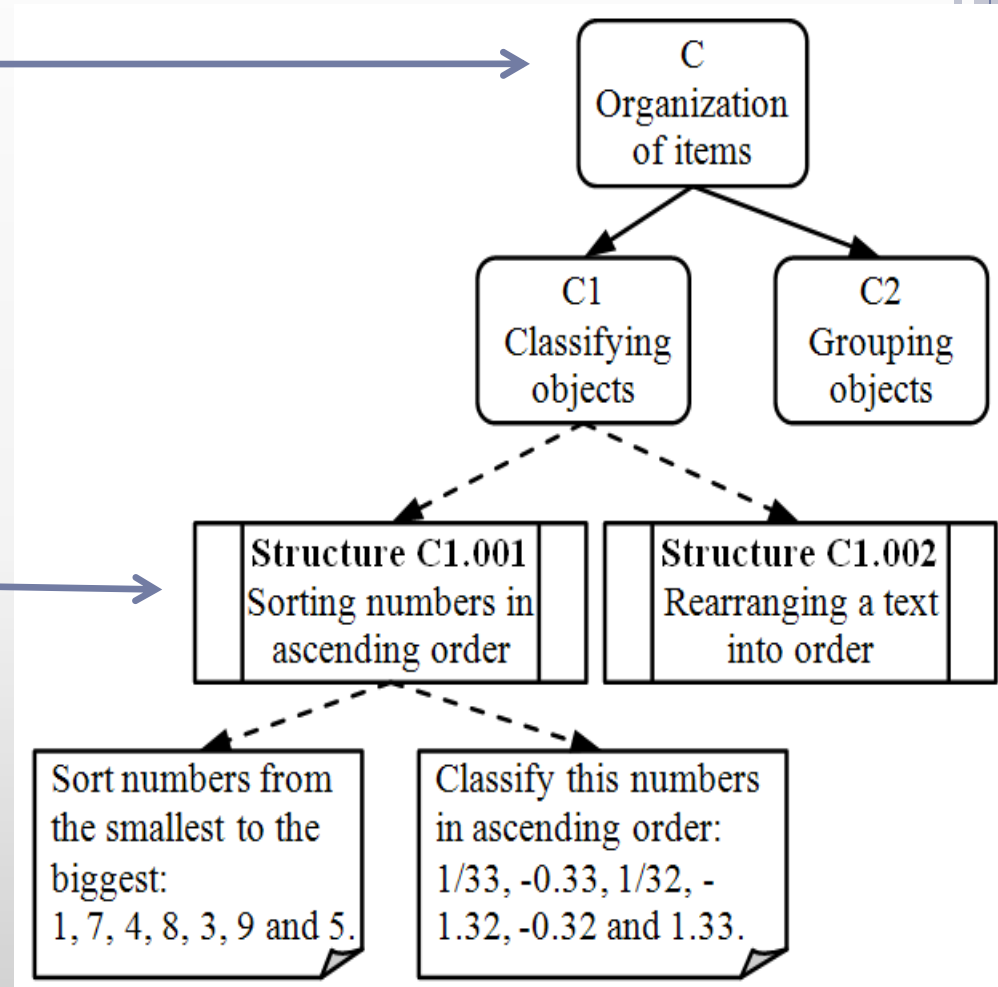 C
Organization
of items
C1
Classifying
objects
C2
Grouping
objects
Structure C1.001
Sorting numbers in
ascending order
Structure C1.002
Rearranging a text
into order
Sort numbers from
the smallest to the
biggest:
1, 7, 4, 8, 3, 9 and 5.
Classify this numbers
in ascending order:
1/33, -0.33, 1/32, -
1.32, -0.32 and 1.33.